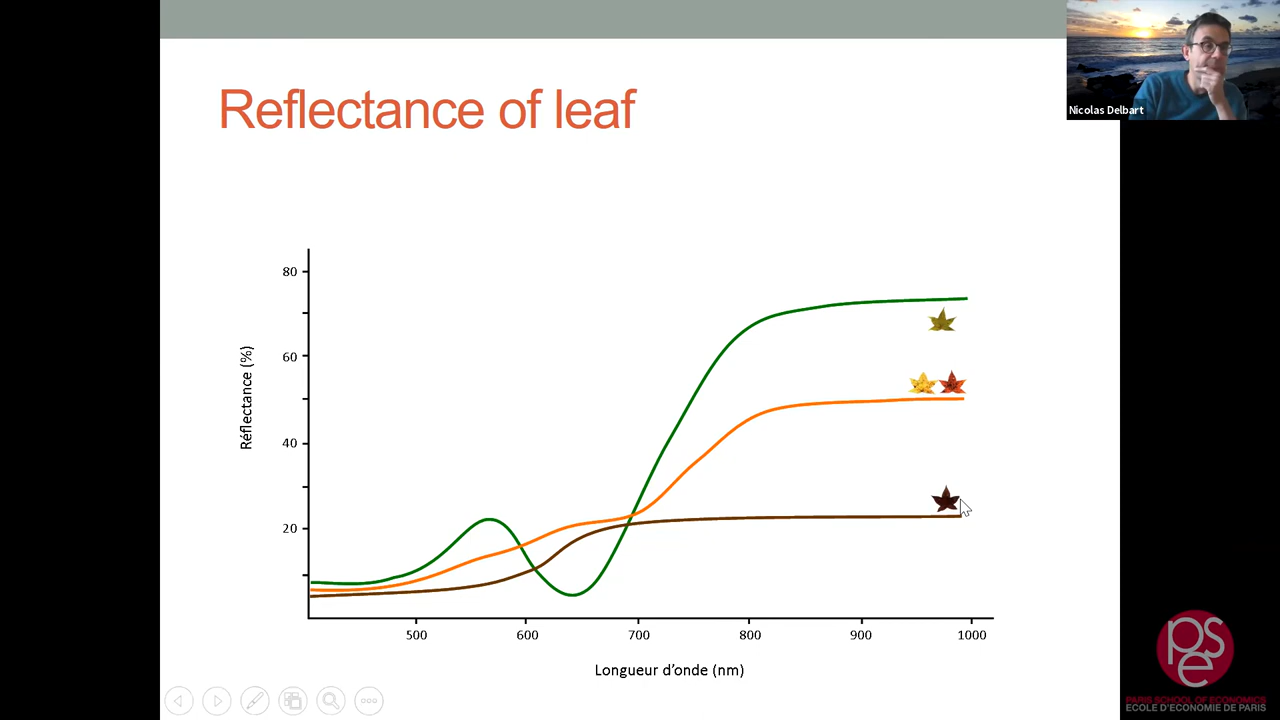 Nicolas Delbart
Reflectance of leaf
80
60
40
20
Réflectance (%)
500 600 700 800 900 1000
Longueur d'onde (nm)
pse
PARIS SCHOOL OF ECONOMICS
ECOLE D'ECONOMIE DE PARIS